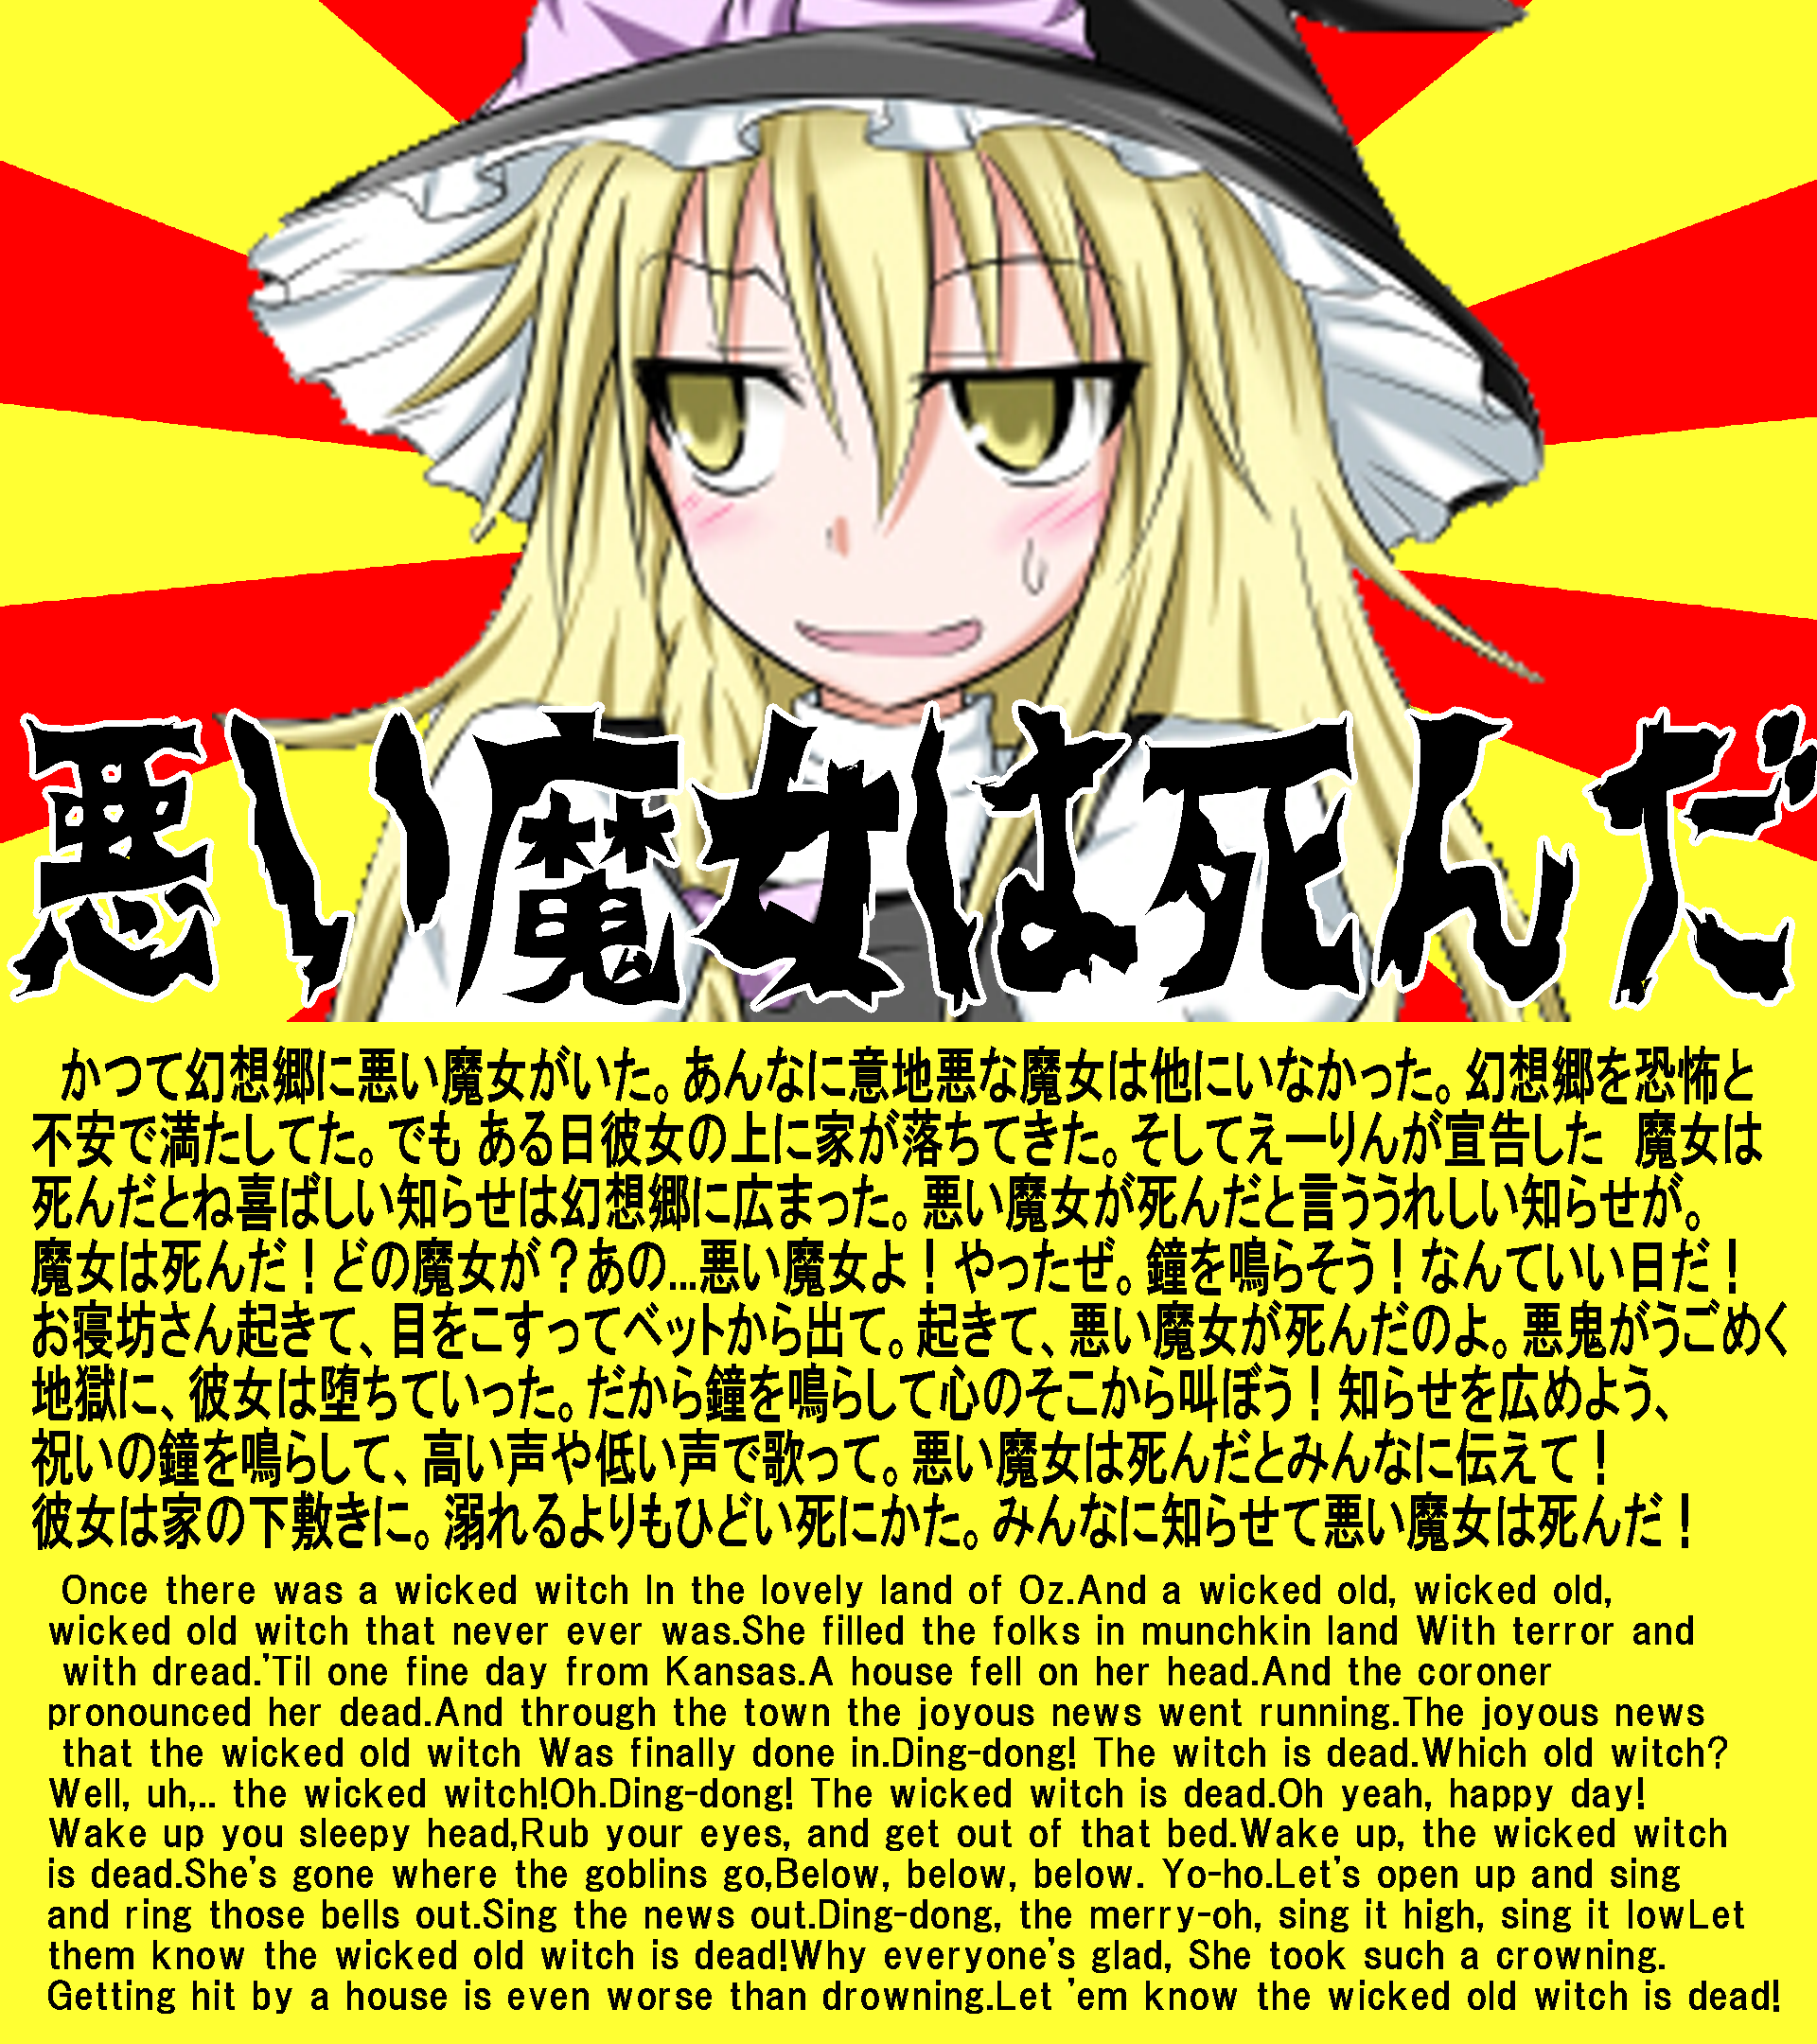 悪い魔女は死んだ
かつて幻想郷に悪い魔女がいた。あんなに意地悪な魔女は他にいなかった。幻想郷を恐怖と
不安で満たしてた。でも ある日彼女の上に家が落ちてきた。そしてえーりんが宣告した　魔女は
死んだとね喜ばしい知らせは幻想郷に広まった。悪い魔女が死んだと言ううれしい知らせが。
魔女は死んだ！どの魔女が？あの...悪い魔女よ！やったぜ。鐘を鳴らそう！なんていい日だ！
お寝坊さん起きて、目をこすってベットから出て。起きて、悪い魔女が死んだのよ。悪鬼がうごめく
地獄に、彼女は堕ちていった。だから鐘を鳴らして心のそこから叫ぼう！知らせを広めよう、
祝いの鐘を鳴らして、高い声や低い声で歌って。悪い魔女は死んだとみんなに伝えて！
彼女は家の下敷きに。溺れるよりもひどい死にかた。みんなに知らせて悪い魔女は死んだ！
Once there was a wicked witch In the lovely land of Oz.And a wicked old, wicked old,
wicked old witch that never ever was.She filled the folks in munchkin land With terror and
with dread.'Til one fine day from Kansas.A house fell on her head.And the coroner
pronounced her dead.And through the town the joyous news went running.The joyous news
that the wicked old witch Was finally done in.Ding-dong! The witch is dead.Which old witch?
Well, uh,.. the wicked witch!Oh.Ding-dong! The wicked witch is dead.Oh yeah, happy day!
Wake up you sleepy head,Rub your eyes, and get out of that bed.Wake up, the wicked witch
is dead.She's gone where the goblins go,Below, below, below. Yo-ho.Let's open up and sing
and ring those bells out.Sing the news out.Ding-dong, the merry-oh, sing it high, sing it lowLet
them know the wicked old witch is dead!Why everyone's glad, She took such a crowning.
Getting hit by a house is even worse than drowning.Let 'em know the wicked old witch is dead!